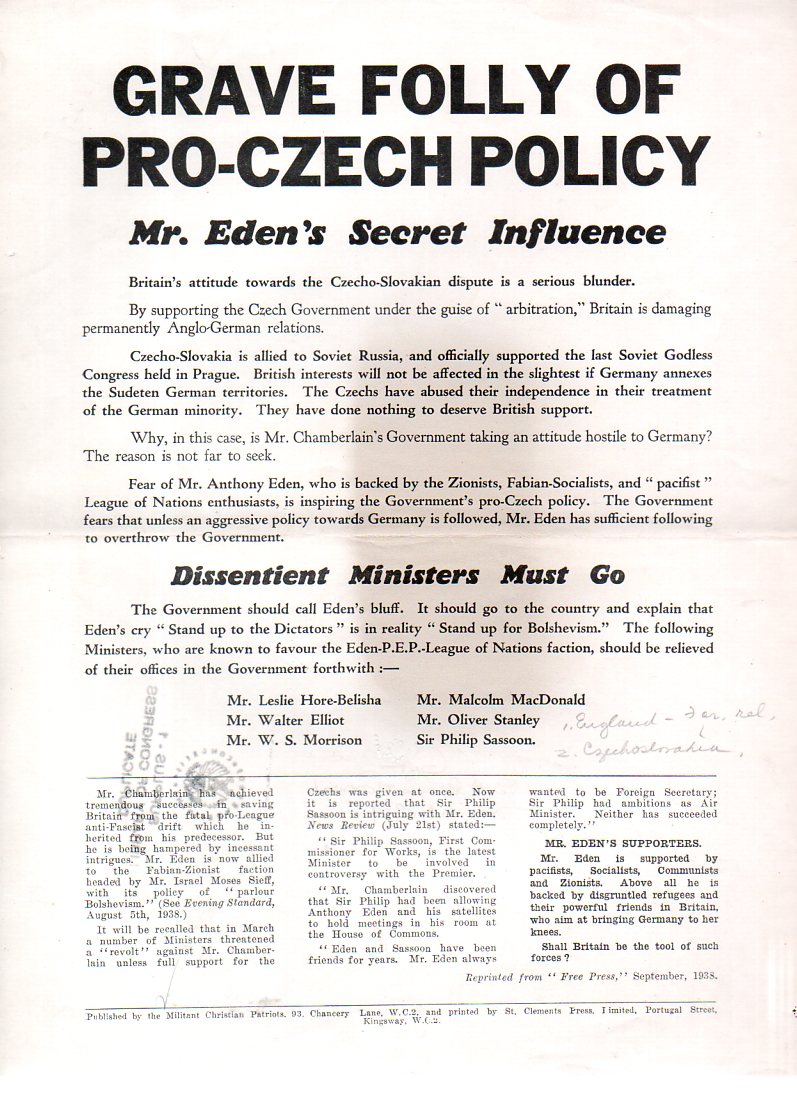 GRAVE FOLLY OF
PRO-CZECH POLICY
Mr. Eden's Secret Influence
Britain's attitude towards the Czecho-Slovakian dispute is a serious blunder.
By supporting the Czech Government under the guise of " arbitration," Britain is damaging
permanently Anglo-German relations.
Czecho-Slovakia is allied to Soviet Russia, and officially supported the last Soviet Godless
Congress held in Prague. British interests will not be affected in the slightest if Germany annexes
the Sudeten German territories. The Czechs have abused their independence in their treatment
of the German minority. They have done nothing to deserve British support.
Why, in this case, is Mr. Chamberlain's Government taking an attitude hostile to Germany?
The reason is not far to seek.
Fear of Mr. Anthony Eden, who is backed by the Zionists, Fabian-Socialists, and " pacifist "
League of Nations enthusiasts, is inspiring the Government's pro-Czech policy. The Government
fears that unless an aggressive policy towards Germany is followed, Mr. Eden has sufficient following
to overthrow the Government.
Dissentient Ministers Must Go
The Government should call Eden's bluff. It should go to the country and explain that
Eden's cry " Stand up to the Dictators " is in reality " Stand up for Bolshevism." The following
Ministers, who are known to favour the Eden-P.E.P.-League of Nations faction, should be relieved
of their offices in the Government forthwith :—
Mr. Leslie Hore-Belisha
Mr. Walter Elliot
Mr. W. S. Morrison
Mr. Malcolm MacDonald
Mr. Oliver Stanley
Sir Philip Sassoon.
1. England - For. rel.
2. Czechoslovakia.
Mr. Chamberlain has achieved
tremendous successes in saving
Britain from the fatal pro-League
anti-Fascist drift which he in-
herited from his predecessor. But
he is being hampered by incessant
intrigues. Mr. Eden is now allied
to the Fabian-Zionist faction
headed by Mr. Israel Moses Sieff,
with its policy of " parlour
Bolshevism." (See Evening Standard,
August 5th, 1938.)
It will be recalled that in March
a number of Ministers threatened
a " revolt " against Mr. Chamber-
lain unless full support for the
Czechs was given at once. Now
it is reported that Sir Philip
Sassoon is intriguing with Mr. Eden.
News Review (July 21st) stated:—
" Sir Philip Sassoon, First Com-
missioner for Works, is the latest
Minister to be involved in
controversy with the Premier.
" Mr. Chamberlain discovered
that Sir Philip had been allowing
Anthony Eden and his satellites
to hold meetings in his room at
the House of Commons.
" Eden and Sassoon have been
friends for years. Mr. Eden always
wanted to be Foreign Secretary;
Sir Philip had ambitions as Air
Minister. Neither has succeeded
completely."
MR. EDEN'S SUPPORTERS.
Mr. Eden is supported by
pacifists, Socialists, Communists
and Zionists. Above all he is
backed by disgruntled refugees and
their powerful friends in Britain,
who aim at bringing Germany to her
knees.
Shall Britain be the tool of such
forces ?
Reprinted from " Free Press," September, 1938.
Published by the Militant Christian Patriots, 93, Chancery Lane, W.C.2, and printed by St. Clements Press, Limited, Portugal Street,
Kingsway, W.C.2.